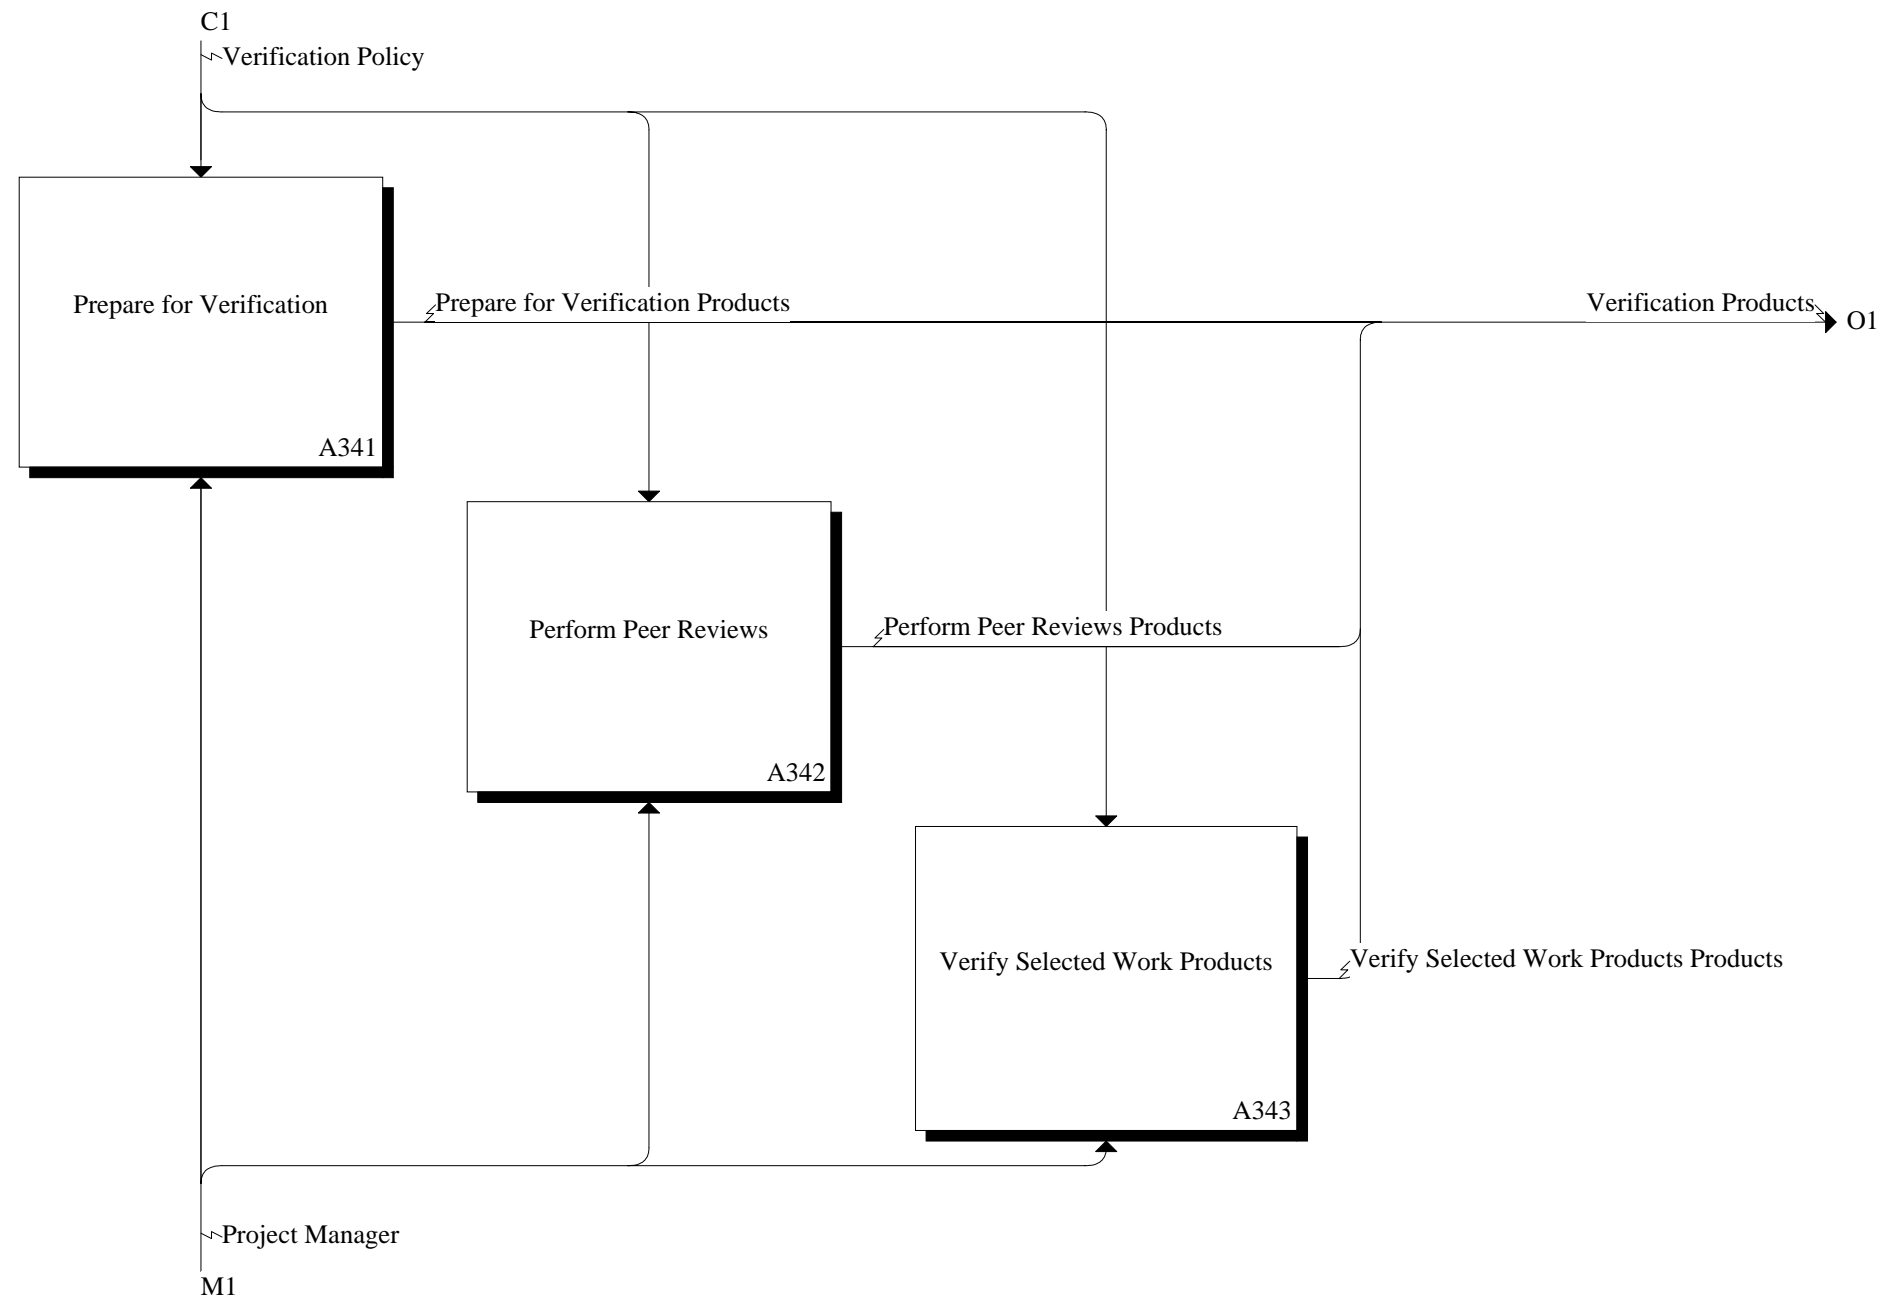 C1
Verification Policy
Prepare for Verification Products
Verification Products
O1
Prepare for Verification
A341
Perform Peer Reviews Products
Perform Peer Reviews
A342
Verify Selected Work Products Products
Verify Selected Work Products
A343
Project Manager
M1